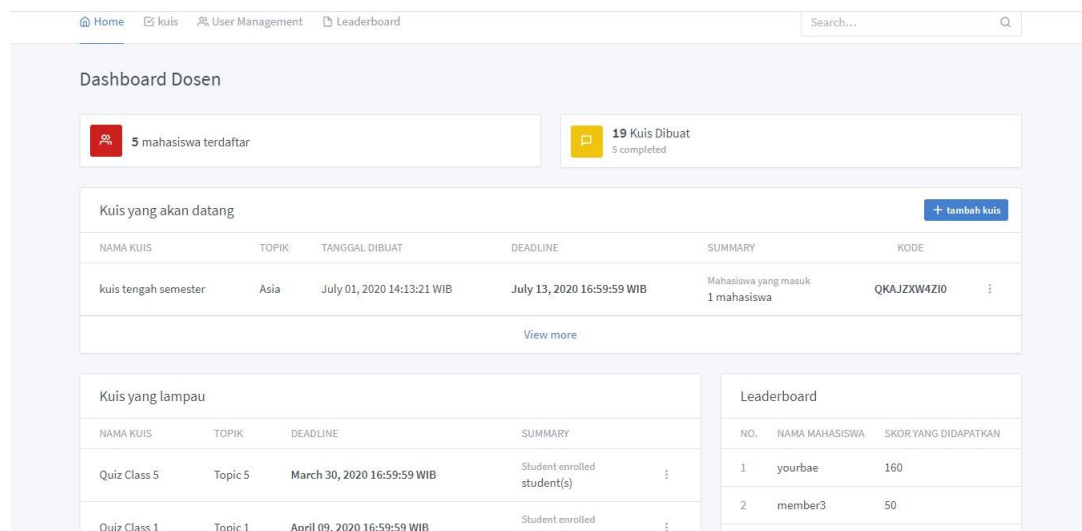 Home kuis User Management Leaderboard Search...
Dashboard Dosen
5 mahasiswa terdaftar
19 Kuis Dibuat
5 completed
Kuis yang akan datang
+ tambah kuis
NAMA KUIS TOPIK TANGGAL DIBUAT DEADLINE SUMMARY KODE
Mahasiswa yang masuk
kuis tengah semester Asia July 01, 2020 14:13:21 WIB July 13, 2020 16:59:59 WIB 1 mahasiswa QKAJZXW4ZI0
View more
Kuis yang lampau
NAMA KUIS TOPIK DEADLINE SUMMARY
Student enrolled
Quiz Class 5 Topic 5 March 30, 2020 16:59:59 WIB student(s)
Student enrolled
Quiz Class 1 Topic 1 April 09, 2020 16:59:59 WIB
Leaderboard
NO. NAMA MAHASISWA SKOR YANG DIDAPATKAN
1 yourbae 160
2 member3 50